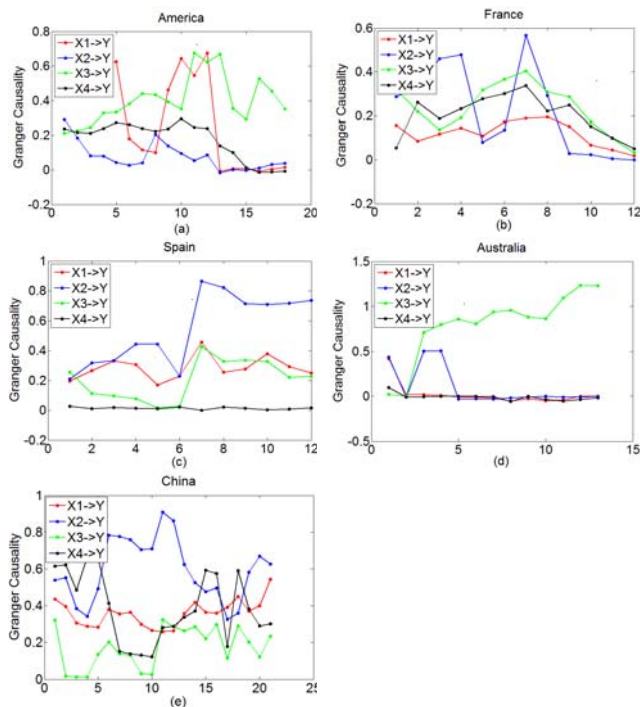 America
Granger Causality
0.8
0.6
0.4
0.2
0
-0.2
X1->Y
X2->Y
X3->Y
X4->Y
0 5 10 15 20
(a)
France
Granger Causality
0.6
0.4
0.2
0
-0.2
X1->Y
X2->Y
X3->Y
X4->Y
0 2 4 6 8 10 12
(b)
Spain
Granger Causality
1
0.8
0.6
0.4
0.2
0
-0.2
X1->Y
X2->Y
X3->Y
X4->Y
0 2 4 6 8 10 12
(c)
Australia
Granger Causality
1.5
1
0.5
0
-0.5
X1->Y
X2->Y
X3->Y
X4->Y
0 5 10 15
(d)
China
Granger Causality
1
0.8
0.6
0.4
0.2
0
X1->Y
X2->Y
X3->Y
X4->Y
0 5 10 15 20 25
(e)